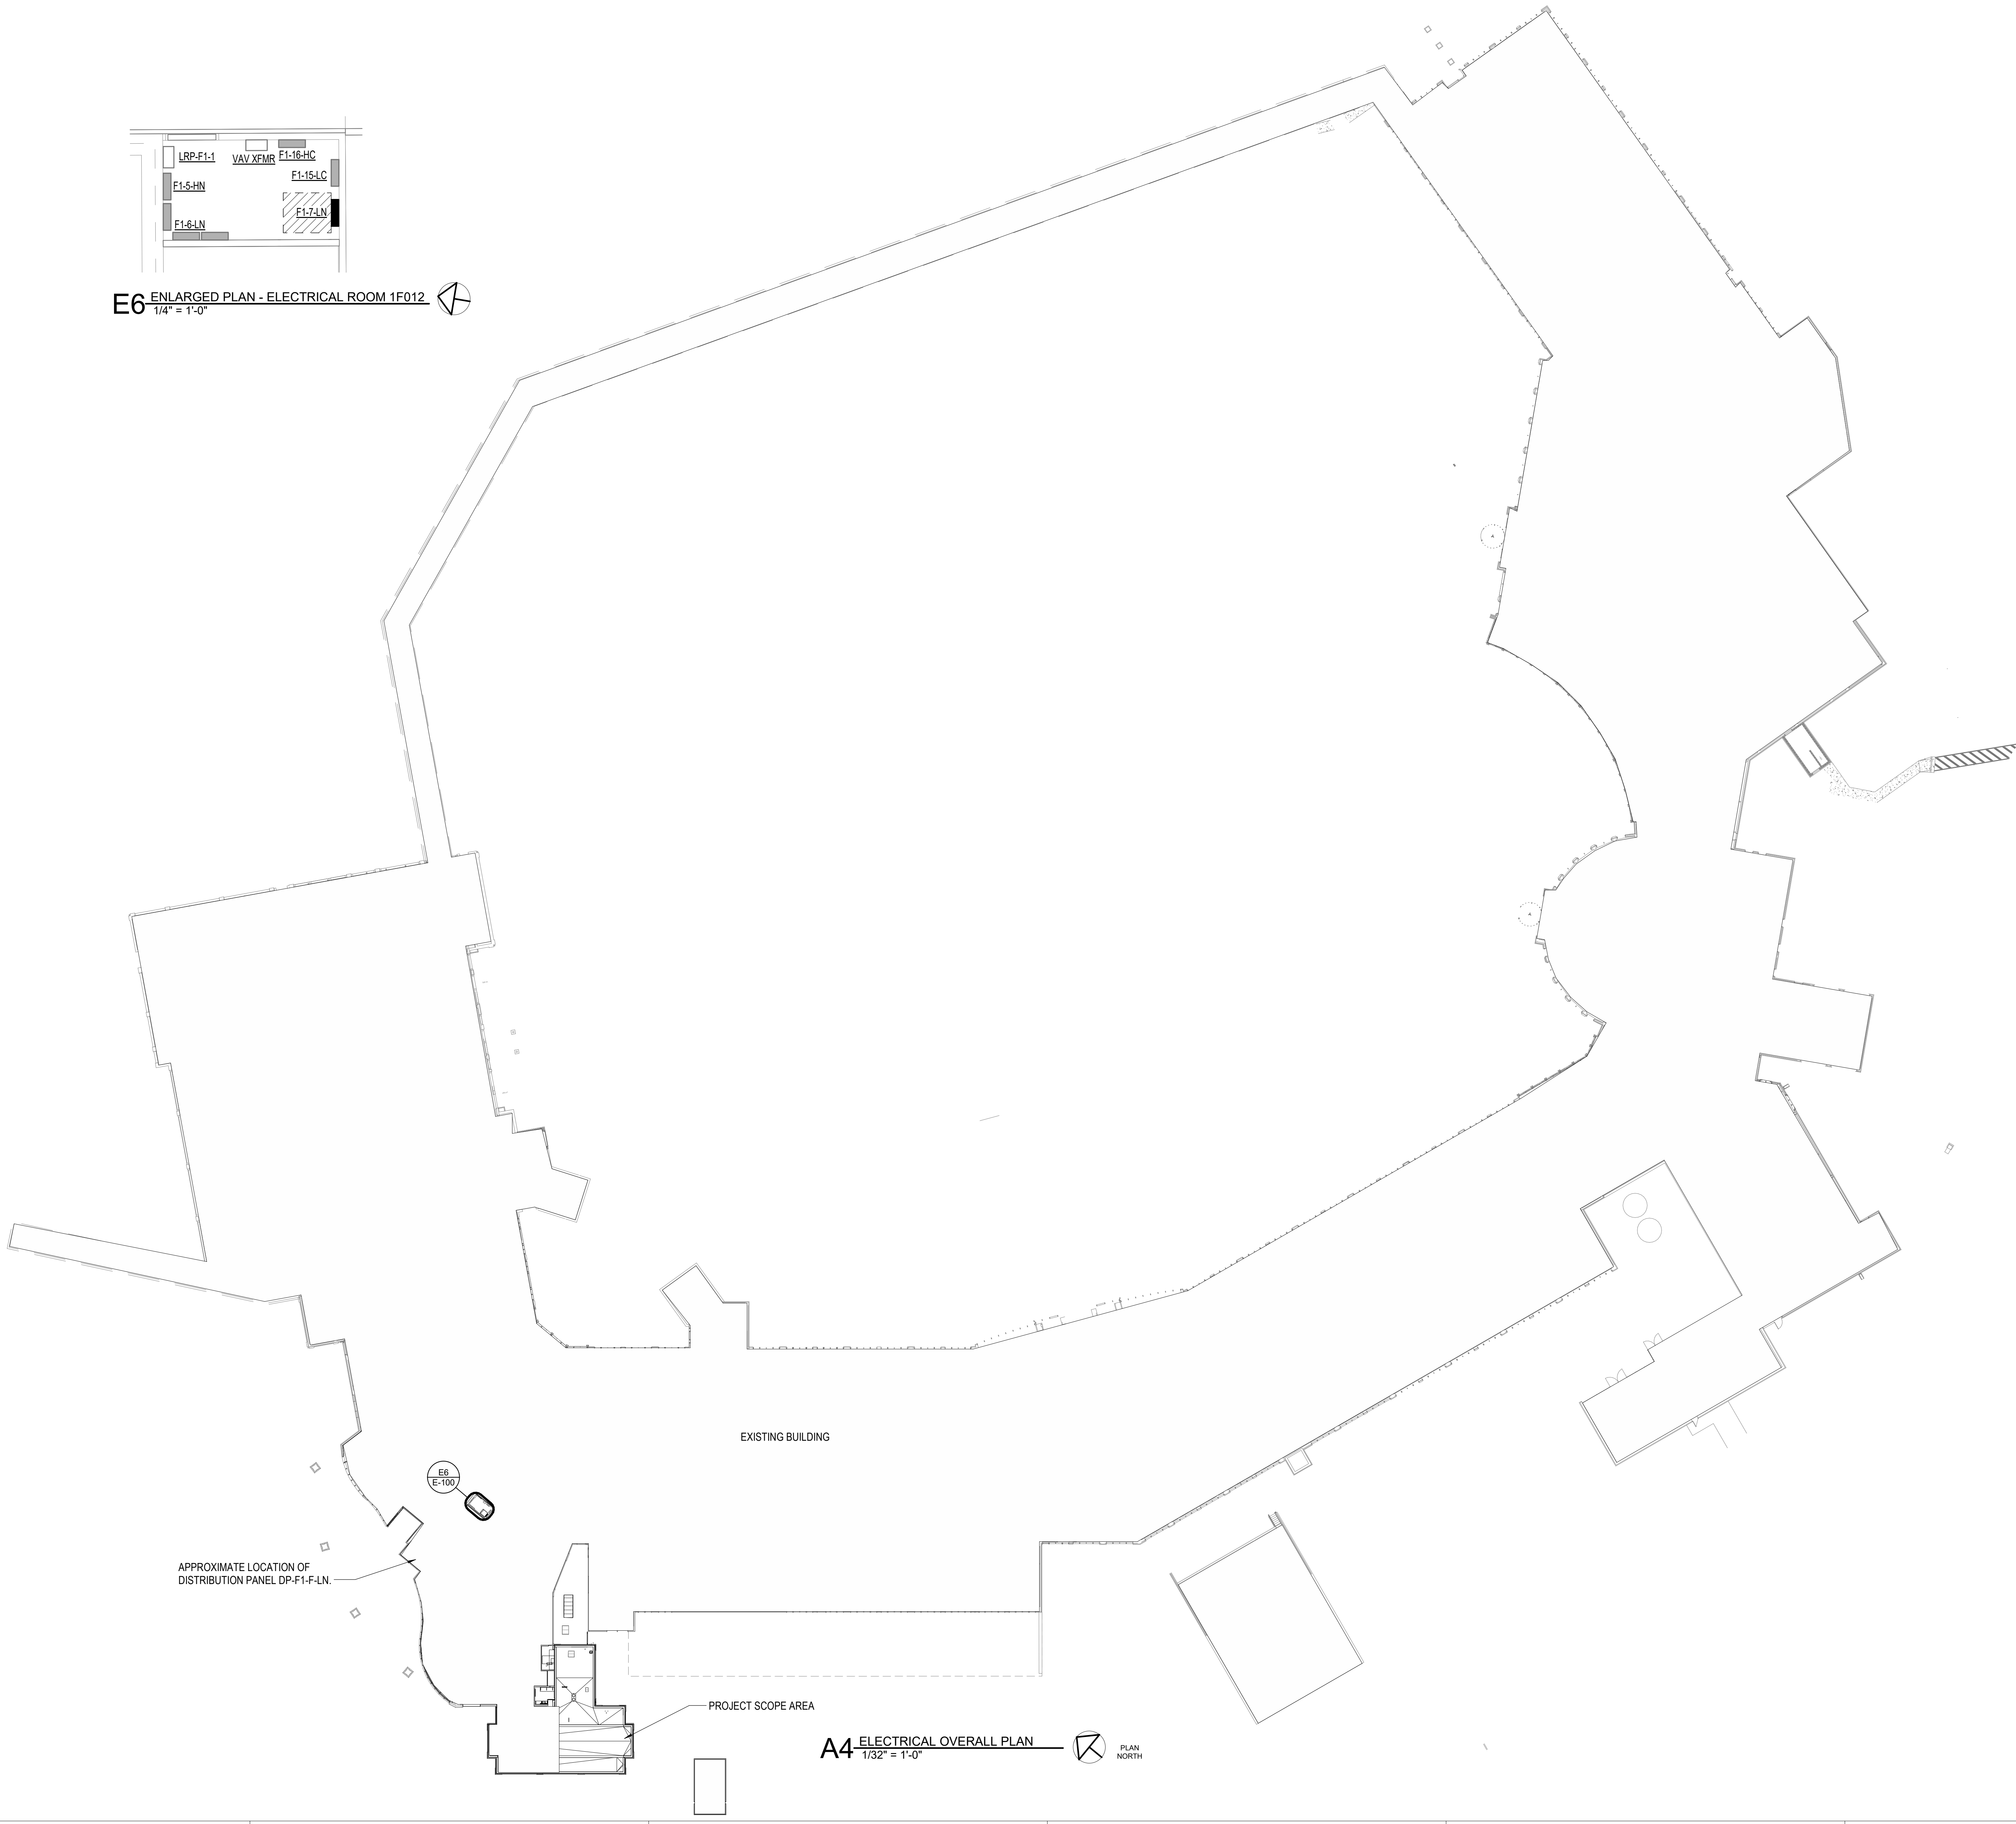 LRP-F1-1
VAV XFMR
F1-16-HC
F1-15-LC
F1-5-HN
F1-7-LN
F1-6-LN
E6
ENLARGED PLAN - ELECTRICAL ROOM 1F012
1/4" = 1'-0"
EXISTING BUILDING
E6
E-100
APPROXIMATE LOCATION OF
DISTRIBUTION PANEL DP-F1-F-LN.
PROJECT SCOPE AREA
A4
ELECTRICAL OVERALL PLAN
1/32" = 1'-0"
PLAN
NORTH